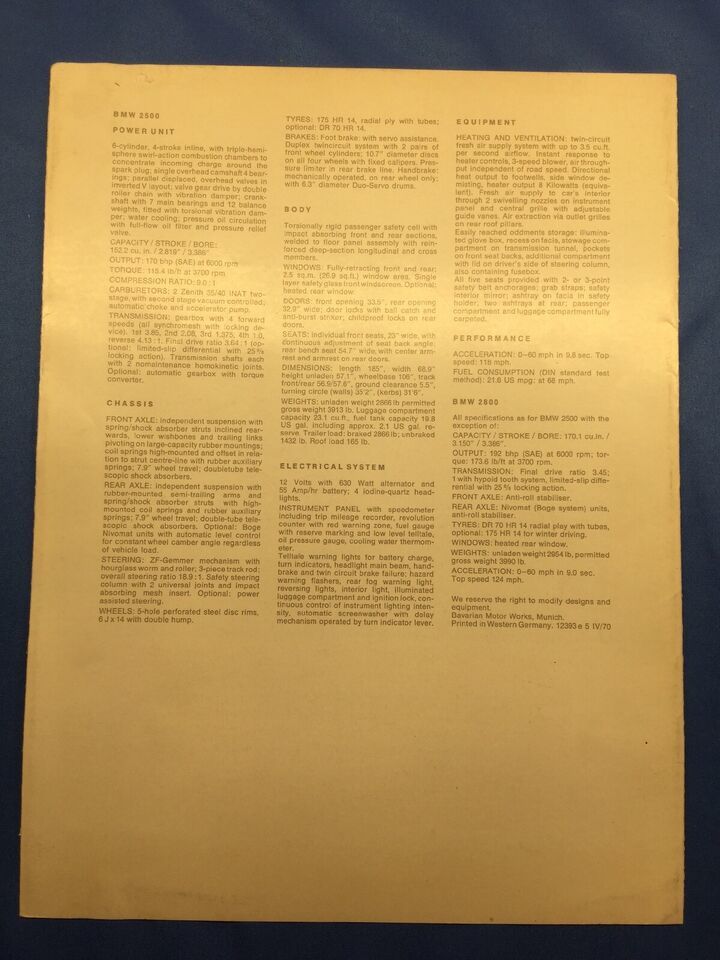 BMW 2500
POWER UNIT
6-cylinder, 4-stroke inline, with triple-hemi-
sphere swirl-action combustion chambers to
concentrate incoming charge around the
spark plug; single overhead camshaft 4 bear-
ings; parallel displaced, overhead valves in
inverted V layout; valve gear drive by double
roller chain with vibration damper; crank-
shaft with 7 main bearings and 12 balance
weights, fitted with torsional vibration dam-
per; water cooling; pressure oil circulation
with full-flow oil filter and pressure relief
valve.
CAPACITY / STROKE / BORE:
152.2 cu. in. / 2.819" / 3.386"
OUTPUT: 170 bhp (SAE) at 6000 rpm
TORQUE: 115.4 lb/ft at 3700 rpm
COMPRESSION RATIO: 9.0 : 1
CARBURETORS: 2 Zenith 35/40 INAT two-
stage, with second stage vacuum controlled;
automatic choke and accelerator pump.
TRANSMISSION: gearbox with 4 forward
speeds (all synchromesh with locking de-
vice). 1st 3.85, 2nd 2.08, 3rd 1.375, 4th 1.0,
reverse 4.13 : 1. Final drive ratio 3.64 : 1 (op-
tional: limited-slip differential with 25%
locking action). Transmission shafts each
with 2 nonmaintenance homokinetic joints.
Optional: automatic gearbox with torque
converter.
CHASSIS
FRONT AXLE: independent suspension with
spring/shock absorber struts inclined rear-
wards, lower wishbones and trailing links
pivoting on large-capacity rubber mountings;
coil springs high-mounted and offset in rela-
tion to strut centre-line with rubber auxiliary
springs; 7.9" wheel travel; doubletube tele-
scopic shock absorbers.
REAR AXLE: independent suspension with
rubber-mounted semi-trailing arms and
spring/shock absorber struts with high-
mounted coil springs and rubber auxiliary
springs; 7.9" wheel travel; double-tube tele-
scopic shock absorbers. Optional: Boge
Nivomat units with automatic level control
for constant wheel camber angle regardless
of vehicle load.
STEERING: ZF-Gemmer mechanism with
hourglass worm and roller; 3-piece track rod;
overall steering ratio 18.9 : 1. Safety steering
column with 2 universal joints and impact
absorbing mesh insert. Optional: power
assisted steering.
WHEELS: 5-hole perforated steel disc rims,
6 J x 14 with double hump.
TYRES: 175 HR 14, radial ply with tubes;
optional: DR 70 HR 14.
BRAKES: Foot brake: with servo assistance.
Duplex twincircuit system with 2 pairs of
front wheel cylinders; 10.7" diameter discs
on all four wheels with fixed calipers. Pres-
sure limiter in rear brake line. Handbrake:
mechanically operated, on rear wheel only;
with 6.3" diameter Duo-Servo drums.
BODY
Torsionally rigid passenger safety cell with
impact absorbing front and rear sections,
welded to floor panel assembly with rein-
forced deep-section longitudinal and cross
members.
WINDOWS: Fully-retracting front and rear;
2.5 sq.m. (26.9 sq.ft.) window area. Single
layer safety glass front windscreen. Optional:
heated rear window.
DOORS: front opening 33.5", rear opening
32.9" wide; door locks with ball catch and
anti-burst striker, childproof locks on rear
doors.
SEATS: individual front seats, 23" wide, with
continuous adjustment of seat back angle;
rear bench seat 54.7" wide; with center arm-
rest and armrest on rear doors.
DIMENSIONS: length 185", width 68.9"
height unladen 57.1", wheelbase 106", track
front/rear 56.9/57.6", ground clearance 5.5",
turning circle (walls) 35'2", (kerbs) 31'6".
WEIGHTS: unladen weight 2866 lb permitted
gross weight 3913 lb. Luggage compartment
capacity 23.1 cu.ft., fuel tank capacity 19.8
US gal. including approx. 2.1 US gal. re-
serve. Trailer load: braked 2866 lb; unbraked
1432 lb. Roof load 165 lb.
ELECTRICAL SYSTEM
12 Volts with 630 Watt alternator and
55 Amp/hr battery; 4 iodine-quartz head-
lights.
INSTRUMENT PANEL with speedometer
including trip mileage recorder, revolution
counter with red warning zone, fuel gauge
with reserve marking and low level telltale,
oil pressure gauge, cooling water thermom-
eter.
Telltale warning lights for battery charge,
turn indicators, headlight main beam, hand-
brake and twin circuit brake failure; hazard
warning flashers, rear fog warning light,
reversing lights, interior light, illuminated
luggage compartment and ignition lock, con-
tinuous control of instrument lighting inten-
sity, automatic screenwasher with delay
mechanism operated by turn indicator lever.
EQUIPMENT
HEATING AND VENTILATION: twin-circuit
fresh air supply system with up to 3.5 cu.ft.
per second airflow. Instant response to
heater controls, 3-speed blower, air through-
put independent of road speed. Directional
heat output to footwells, side window de-
misting, heater output 8 Kilowatts (equiva-
lent). Fresh air supply to car's interior
through 2 swivelling nozzles on instrument
panel and central grille with adjustable
guide vanes. Air extraction via outlet grilles
on rear roof pillars.
Easily reached oddments storage: illumina-
ted glove box, recess on facia, stowage com-
partment on transmission tunnel, pockets
on front seat backs, additional compartment
with lid on driver's side of steering column,
also containing fusebox.
All five seats provided with 2- or 3-point
safety belt anchorages; grab straps; safety
interior mirror; ashtray on facia in safety
holder; two ashtrays at rear; passenger
compartment and luggage compartment fully
carpeted.
PERFORMANCE
ACCELERATION: 0–60 mph in 9.8 sec. Top
speed: 118 mph.
FUEL CONSUMPTION (DIN standard test
method): 21.6 US mpg. at 68 mph.
BMW 2800
All specifications as for BMW 2500 with the
exception of:
CAPACITY / STROKE / BORE: 170.1 cu.in. /
3.150" / 3.386".
OUTPUT: 192 bhp (SAE) at 6000 rpm; tor-
que: 173.6 lb/ft at 3700 rpm.
TRANSMISSION: Final drive ratio 3.45;
1 with hypoid tooth system, limited-slip diffe-
rential with 25% locking action.
FRONT AXLE: Anti-roll stabiliser.
REAR AXLE: Nivomat (Boge system) units,
anti-roll stabiliser.
TYRES: DR 70 HR 14 radial play with tubes,
optional: 175 HR 14 for winter driving.
WINDOWS: heated rear window.
WEIGHTS: unladen weight 2954 lb, permitted
gross weight 3990 lb.
ACCELERATION: 0–60 mph in 9.0 sec.
Top speed 124 mph.
We reserve the right to modify designs and
equipment.
Bavarian Motor Works, Munich.
Printed in Western Germany. 12393 e 5 IV/70